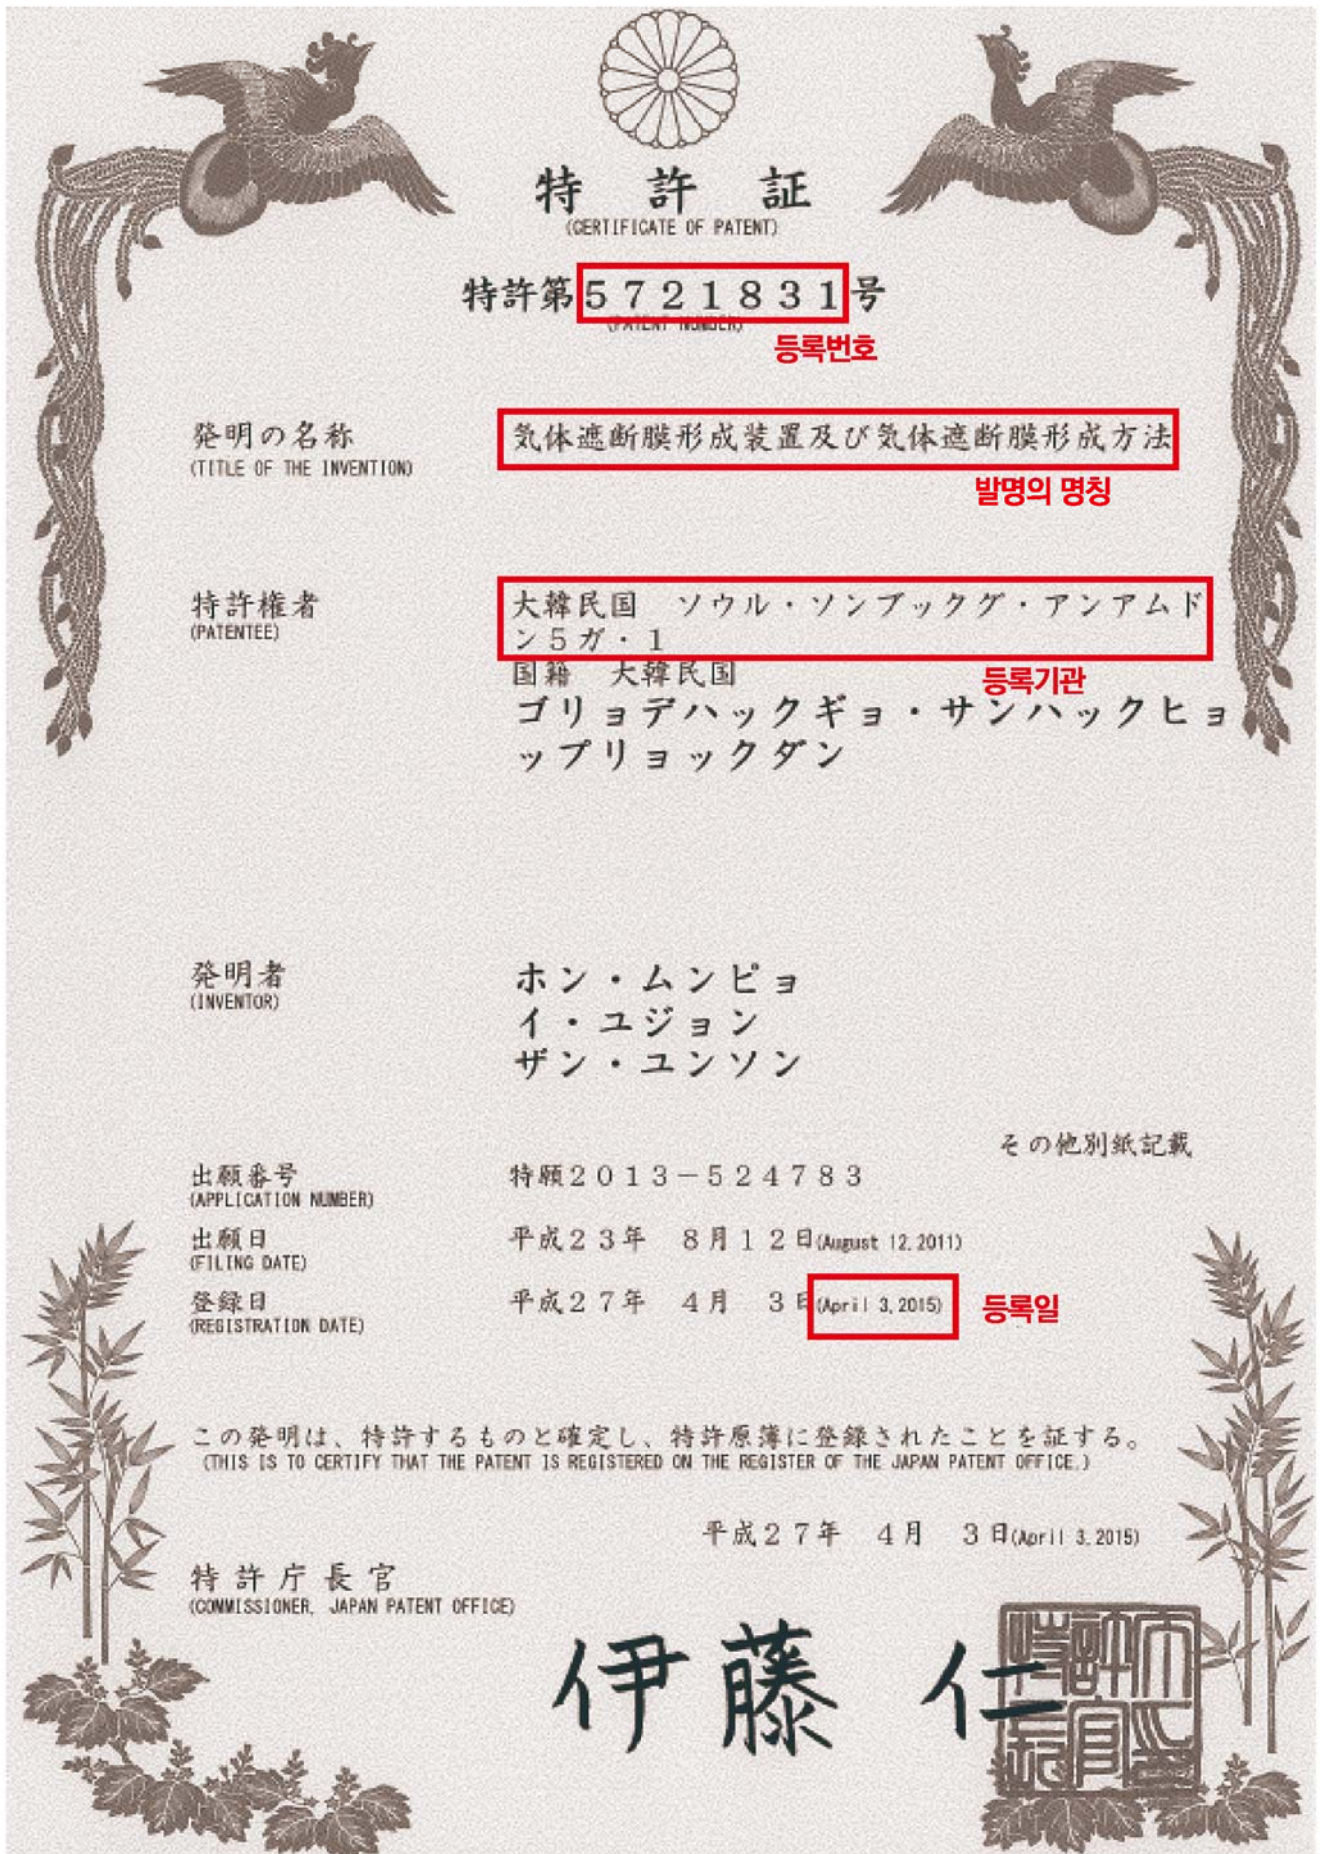 特許証
(CERTIFICATE OF PATENT)
特許第5721831号
(PATENT NUMBER)
등록번호
発明の名称
(TITLE OF THE INVENTION)
気体遮断膜形成装置及び気体遮断膜形成方法
발명의 명칭
特許権者
(PATENTEE)
大韓民国　ソウル・ソンブックグ・アンアムド
ン5ガ・1
国籍　大韓民国
등록기관
ゴリョデハックギョ・サンハックヒョ
ップリョックダン
発明者
(INVENTOR)
ホン・ムンピョ
イ・ユジョン
ザン・ユンソン
その他別紙記載
出願番号
(APPLICATION NUMBER)
特願2013-524783
出願日
(FILING DATE)
平成23年　8月12日(August 12,2011)
登録日
(REGISTRATION DATE)
平成27年　4月　3日(April 3,2015)
등록일
この発明は、特許するものと確定し、特許原簿に登録されたことを証する。
(THIS IS TO CERTIFY THAT THE PATENT IS REGISTERED ON THE REGISTER OF THE JAPAN PATENT OFFICE.)
平成27年　4月　3日(April 3,2015)
特許庁長官
(COMMISSIONER, JAPAN PATENT OFFICE)
伊藤　仁